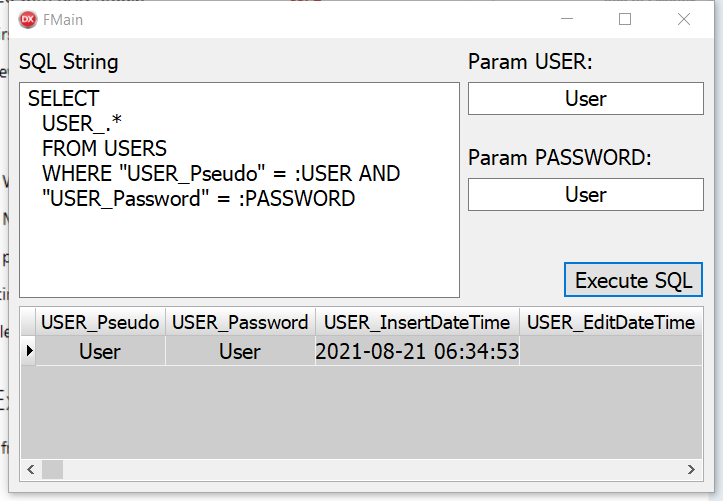 DX FMain
SQL String
Param USER:
SELECT
USER_.*
FROM USERS
WHERE "USER_Pseudo" = :USER AND
"USER_Password" = :PASSWORD
User
Param PASSWORD:
User
Execute SQL
USER_Pseudo USER_Password USER_InsertDateTime USER_EditDateTime
User User 2021-08-21 06:34:53